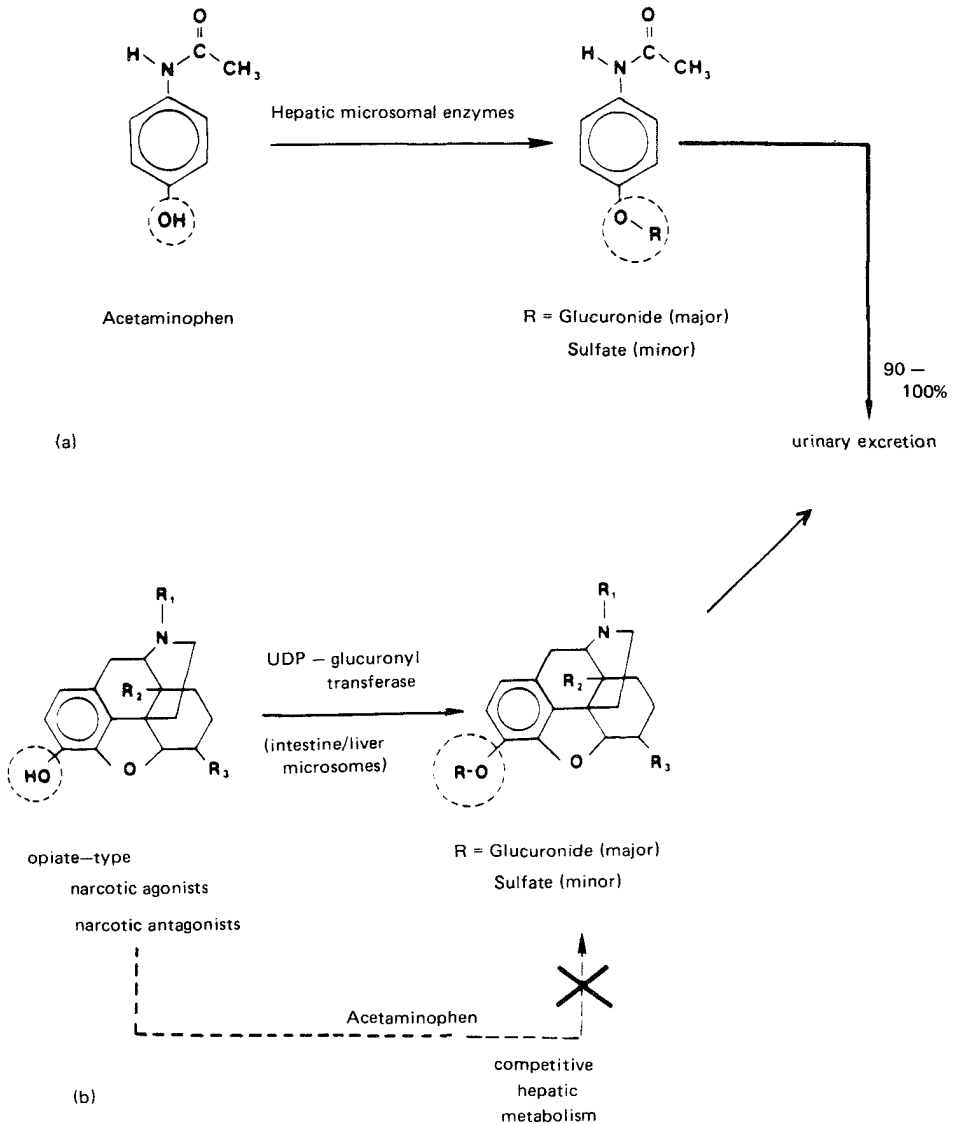 O
H
N
C
CH₃
OH
Acetaminophen
Hepatic microsomal enzymes
O
H
N
C
CH₃
O
R
R = Glucuronide (major)
Sulfate (minor)
90 —
100%
urinary excretion
(a)
R₁
N
R₂
HO
O
R₃
UDP — glucuronyl
transferase
(intestine/liver
microsomes)
R₁
N
R₂
R-O
O
R₃
opiate—type
narcotic agonists
narcotic antagonists
R = Glucuronide (major)
Sulfate (minor)
Acetaminophen
competitive
hepatic
metabolism
(b)